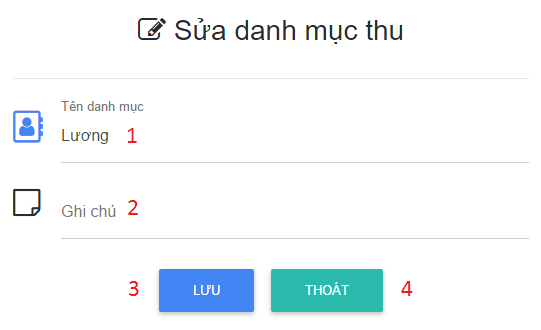 Sửa danh mục thu
Tên danh mục
Lương 1
Ghi chú 2
3 LƯU THOÁT 4